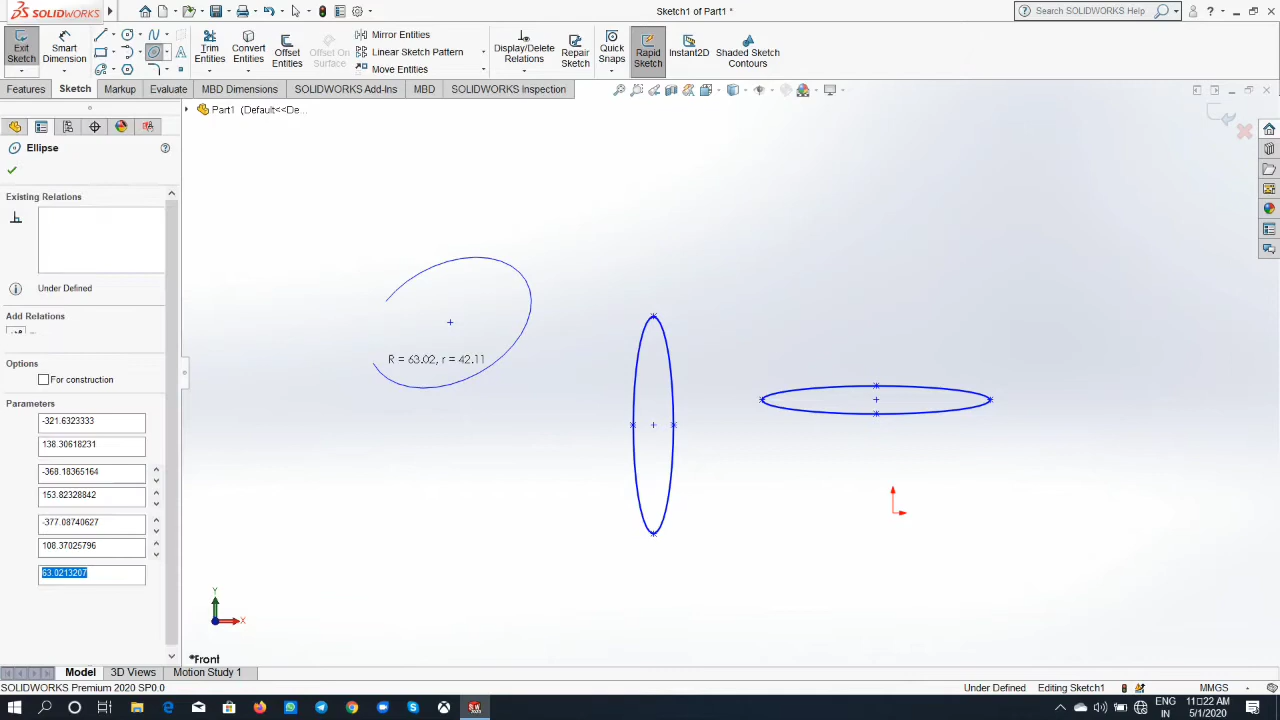 SOLIDWORKS
Sketch1 of Part1 *
Search SOLIDWORKS Help
Exit Sketch
Smart Dimension
Trim Entities
Convert Entities
Offset Entities
Offset On Surface
Mirror Entities
Linear Sketch Pattern
Move Entities
Display/Delete Relations
Repair Sketch
Quick Snaps
Rapid Sketch
Instant2D
Shaded Sketch Contours
Features
Sketch
Markup
Evaluate
MBD Dimensions
SOLIDWORKS Add-Ins
MBD
SOLIDWORKS Inspection
Part1 (Default<<De...
Ellipse
Existing Relations
Under Defined
Add Relations
Options
For construction
Parameters
-321.6323333
138.30618231
-368.18365164
153.82328842
-377.08740627
108.37025796
63.0213207
R = 63.02, r = 42.11
Y
X
*Front
Model
3D Views
Motion Study 1
SOLIDWORKS Premium 2020 SP0.0
Under Defined
Editing Sketch1
MMGS
ENG
IN
11:22 AM
5/1/2020